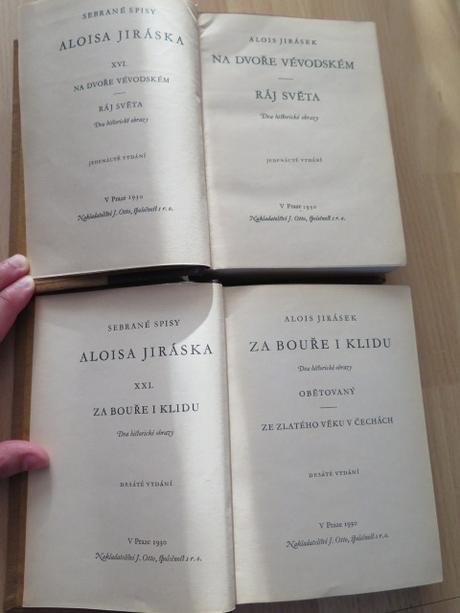 SEBRANÉ SPISY
ALOISA JIRÁSKA
XVI.
NA DVOŘE VÉVODSKÉM
RÁJ SVĚTA
Dva historické obrazy
JEDENÁCTÉ VYDÁNÍ
V Praze 1930
Nakladatelství J. Otto, společnost s r. o.
ALOIS JIRÁSEK
NA DVOŘE VÉVODSKÉM
RÁJ SVĚTA
Dva historické obrazy
JEDENÁCTÉ VYDÁNÍ
V Praze 1930
Nakladatelství J. Otto, společnost s r. o.
SEBRANÉ SPISY
ALOISA JIRÁSKA
XXI.
ZA BOUŘE I KLIDU
Dva historické obrazy
DESÁTÉ VYDÁNÍ
V Praze 1930
Nakladatelství J. Otto, společnost s r. o.
ALOIS JIRÁSEK
ZA BOUŘE I KLIDU
Dva historické obrazy
OBĚTOVANÝ
ZE ZLATÉHO VĚKU V ČECHÁCH
DESÁTÉ VYDÁNÍ
V Praze 1930
Nakladatelství J. Otto, společnost s r. o.